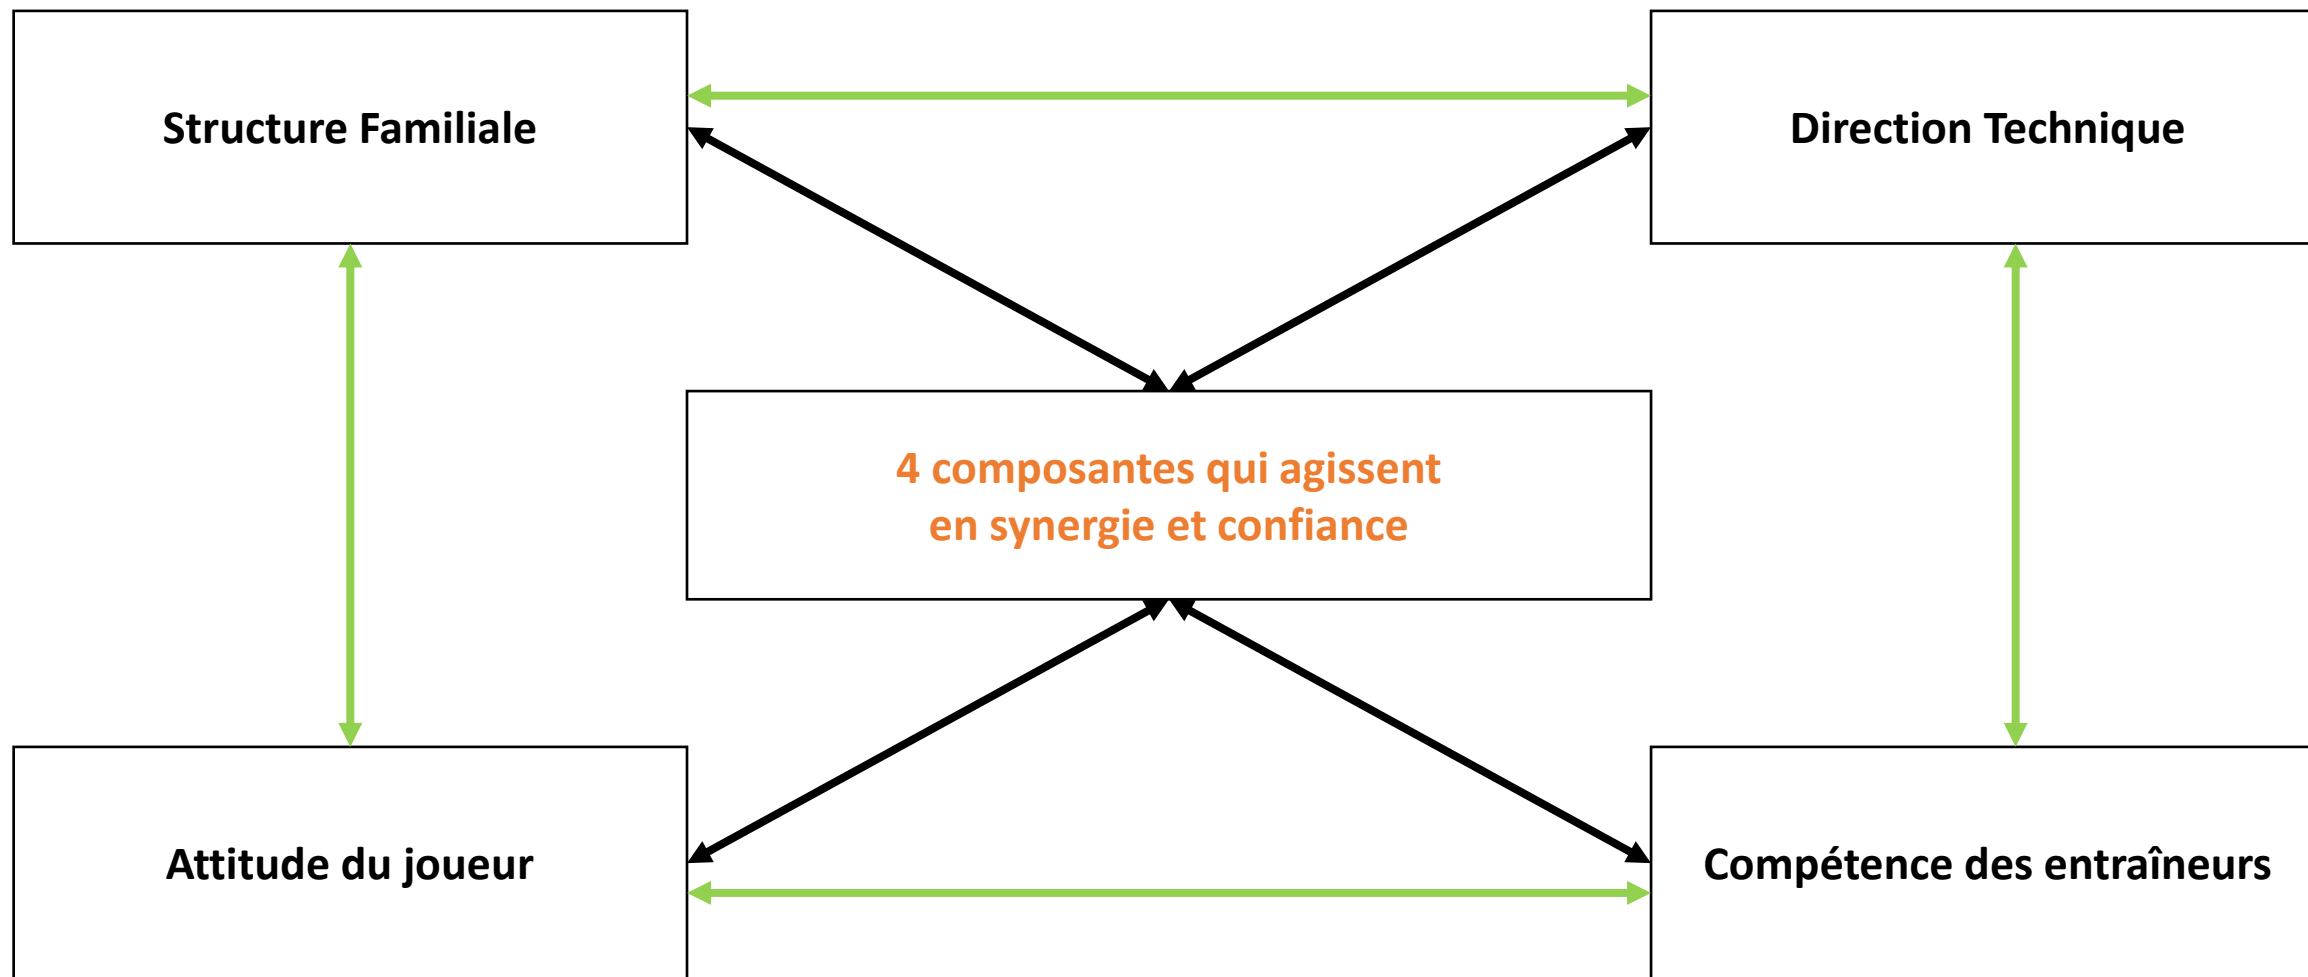 Structure Familiale
Direction Technique
4 composantes qui agissent
en synergie et confiance
Attitude du joueur
Compétence des entraîneurs